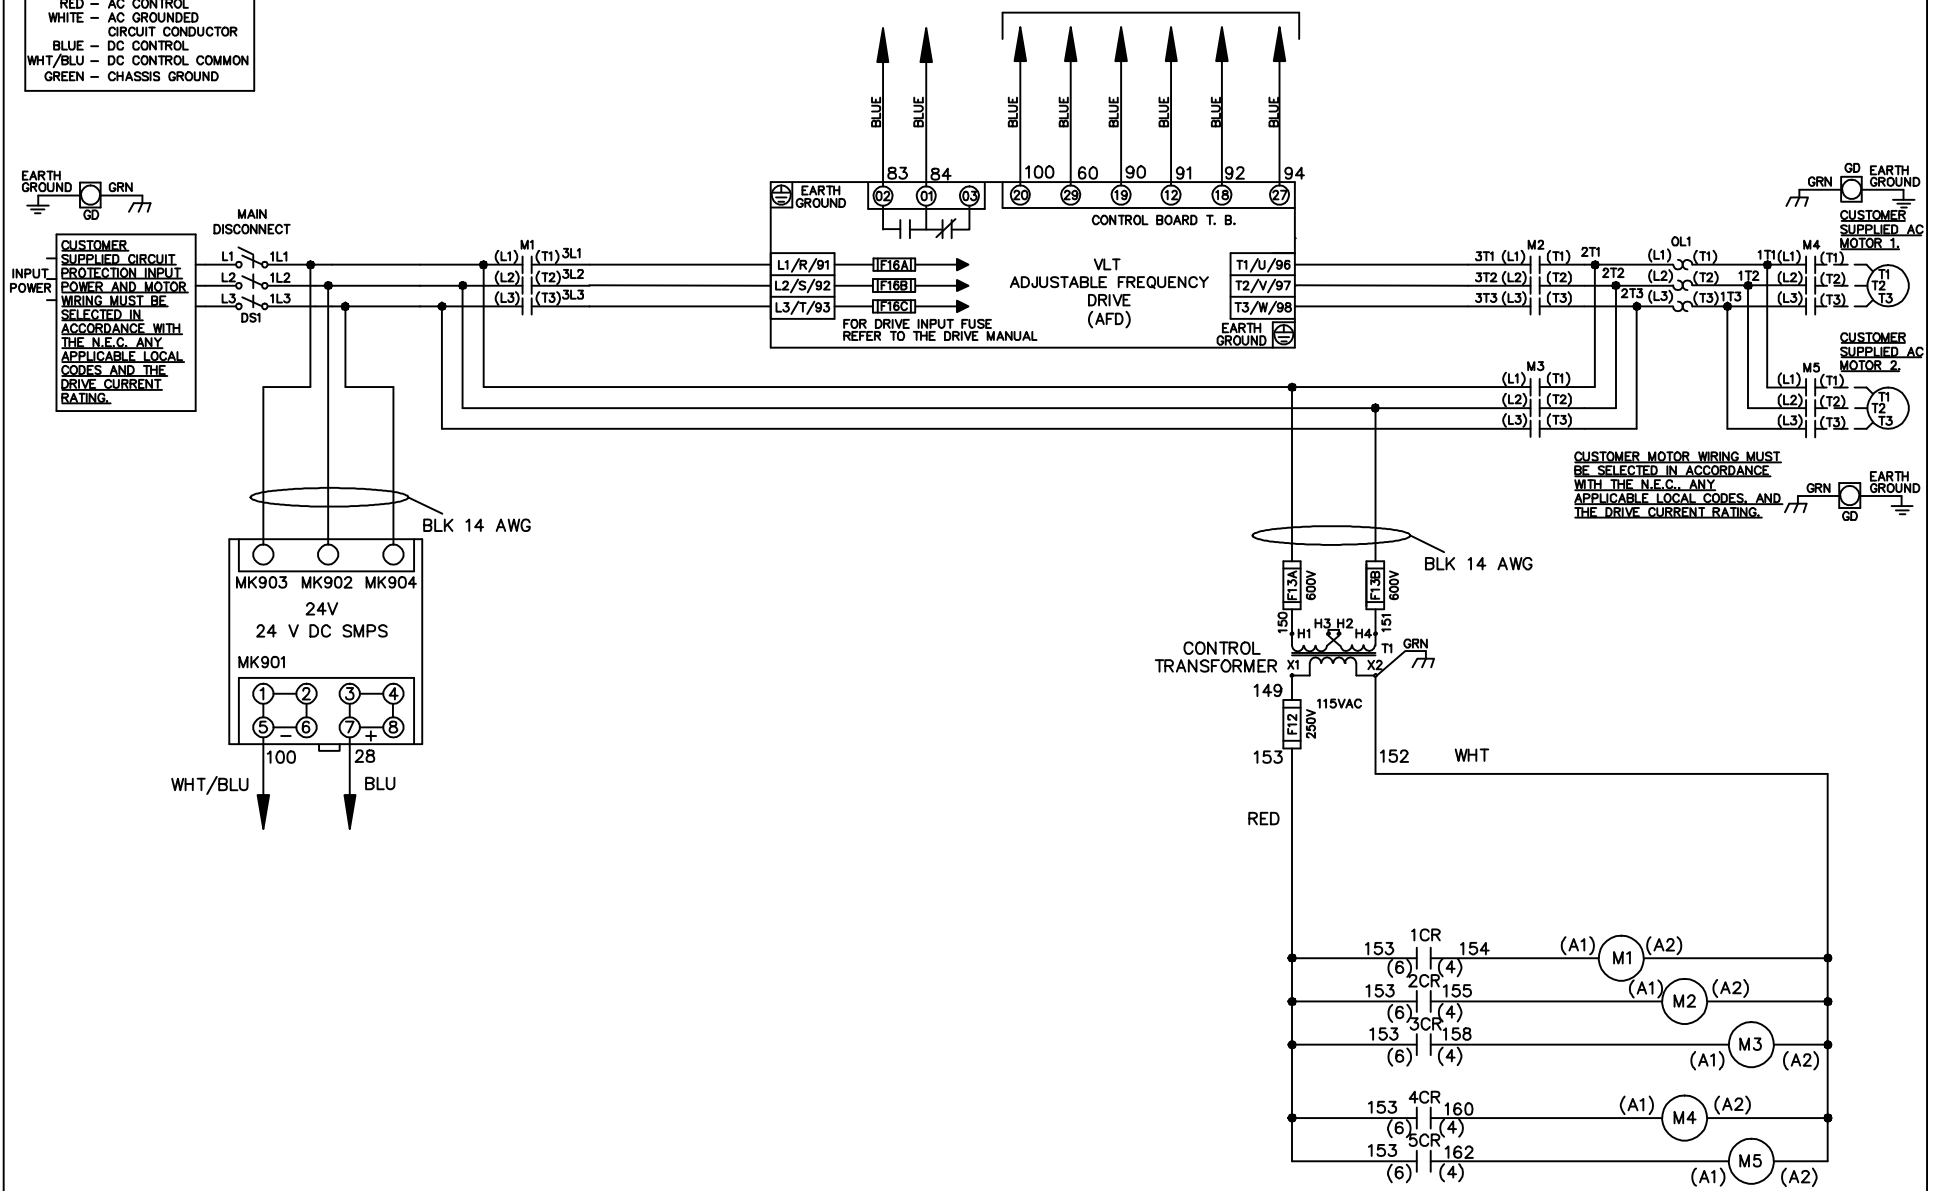 RED – AC CONTROL
WHITE – AC GROUNDED
CIRCUIT CONDUCTOR
BLUE – DC CONTROL
WHT/BLU – DC CONTROL COMMON
GREEN – CHASSIS GROUND
BLUE
BLUE
BLUE
BLUE
BLUE
BLUE
BLUE
BLUE
83 84 100 60 90 91 92 94
EARTH
GROUND
GRN
GD
EARTH
GROUND
02 01 03
20 29 19 12 18 27
CONTROL BOARD T. B.
GD
EARTH
GROUND
GRN
MAIN
DISCONNECT
INPUT
POWER
CUSTOMER
SUPPLIED CIRCUIT
PROTECTION INPUT
POWER AND MOTOR
WIRING MUST BE
SELECTED IN
ACCORDANCE WITH
THE N.E.C. ANY
APPLICABLE LOCAL
CODES AND THE
DRIVE CURRENT
RATING.
L1 1L1
L2 1L2
L3 1L3
DS1
M1
(L1) (T1) 3L1
(L2) (T2) 3L2
(L3) (T3) 3L3
L1/R/91
L2/S/92
L3/T/93
F16A
F16B
F16C
FOR DRIVE INPUT FUSE
REFER TO THE DRIVE MANUAL
VLT
ADJUSTABLE FREQUENCY
DRIVE
(AFD)
T1/U/96
T2/V/97
T3/W/98
EARTH
GROUND
M2
3T1 (L1) (T1) 2T1
3T2 (L2) (T2) 2T2
3T3 (L3) (T3) 2T3
OL1
(L1) (T1) 1T1
(L2) (T2) 1T2
(L3) (T3) 1T3
CUSTOMER
SUPPLIED AC
MOTOR 1.
M4
(L1) (T1)
(L2) (T2)
(L3) (T3)
T1
T2
T3
M3
(L1) (T1)
(L2) (T2)
(L3) (T3)
CUSTOMER
SUPPLIED AC
MOTOR 2.
M5
(L1) (T1)
(L2) (T2)
(L3) (T3)
T1
T2
T3
CUSTOMER MOTOR WIRING MUST
BE SELECTED IN ACCORDANCE
WITH THE N.E.C., ANY
APPLICABLE LOCAL CODES, AND
THE DRIVE CURRENT RATING.
GRN
EARTH
GROUND
GD
BLK 14 AWG
MK903 MK902 MK904
24V
24 V DC SMPS
MK901
1 2 3 4
5 6 7 8
– +
100 28
WHT/BLU
BLU
BLK 14 AWG
F13A
600V
F13B
600V
150
151
H1 H3 H2 H4
T1
GRN
CONTROL
TRANSFORMER
X1 X2
149
115VAC
F12
250V
153
152
WHT
RED
1CR
153 154 (A1) M1 (A2)
(6) (4)
2CR
153 155 (A1) M2 (A2)
(6) (4)
3CR
153 158 M3
(6) (4) (A1) (A2)
4CR
153 160 (A1) M4 (A2)
(6) (4)
5CR
153 162 M5
(6) (4) (A1) (A2)